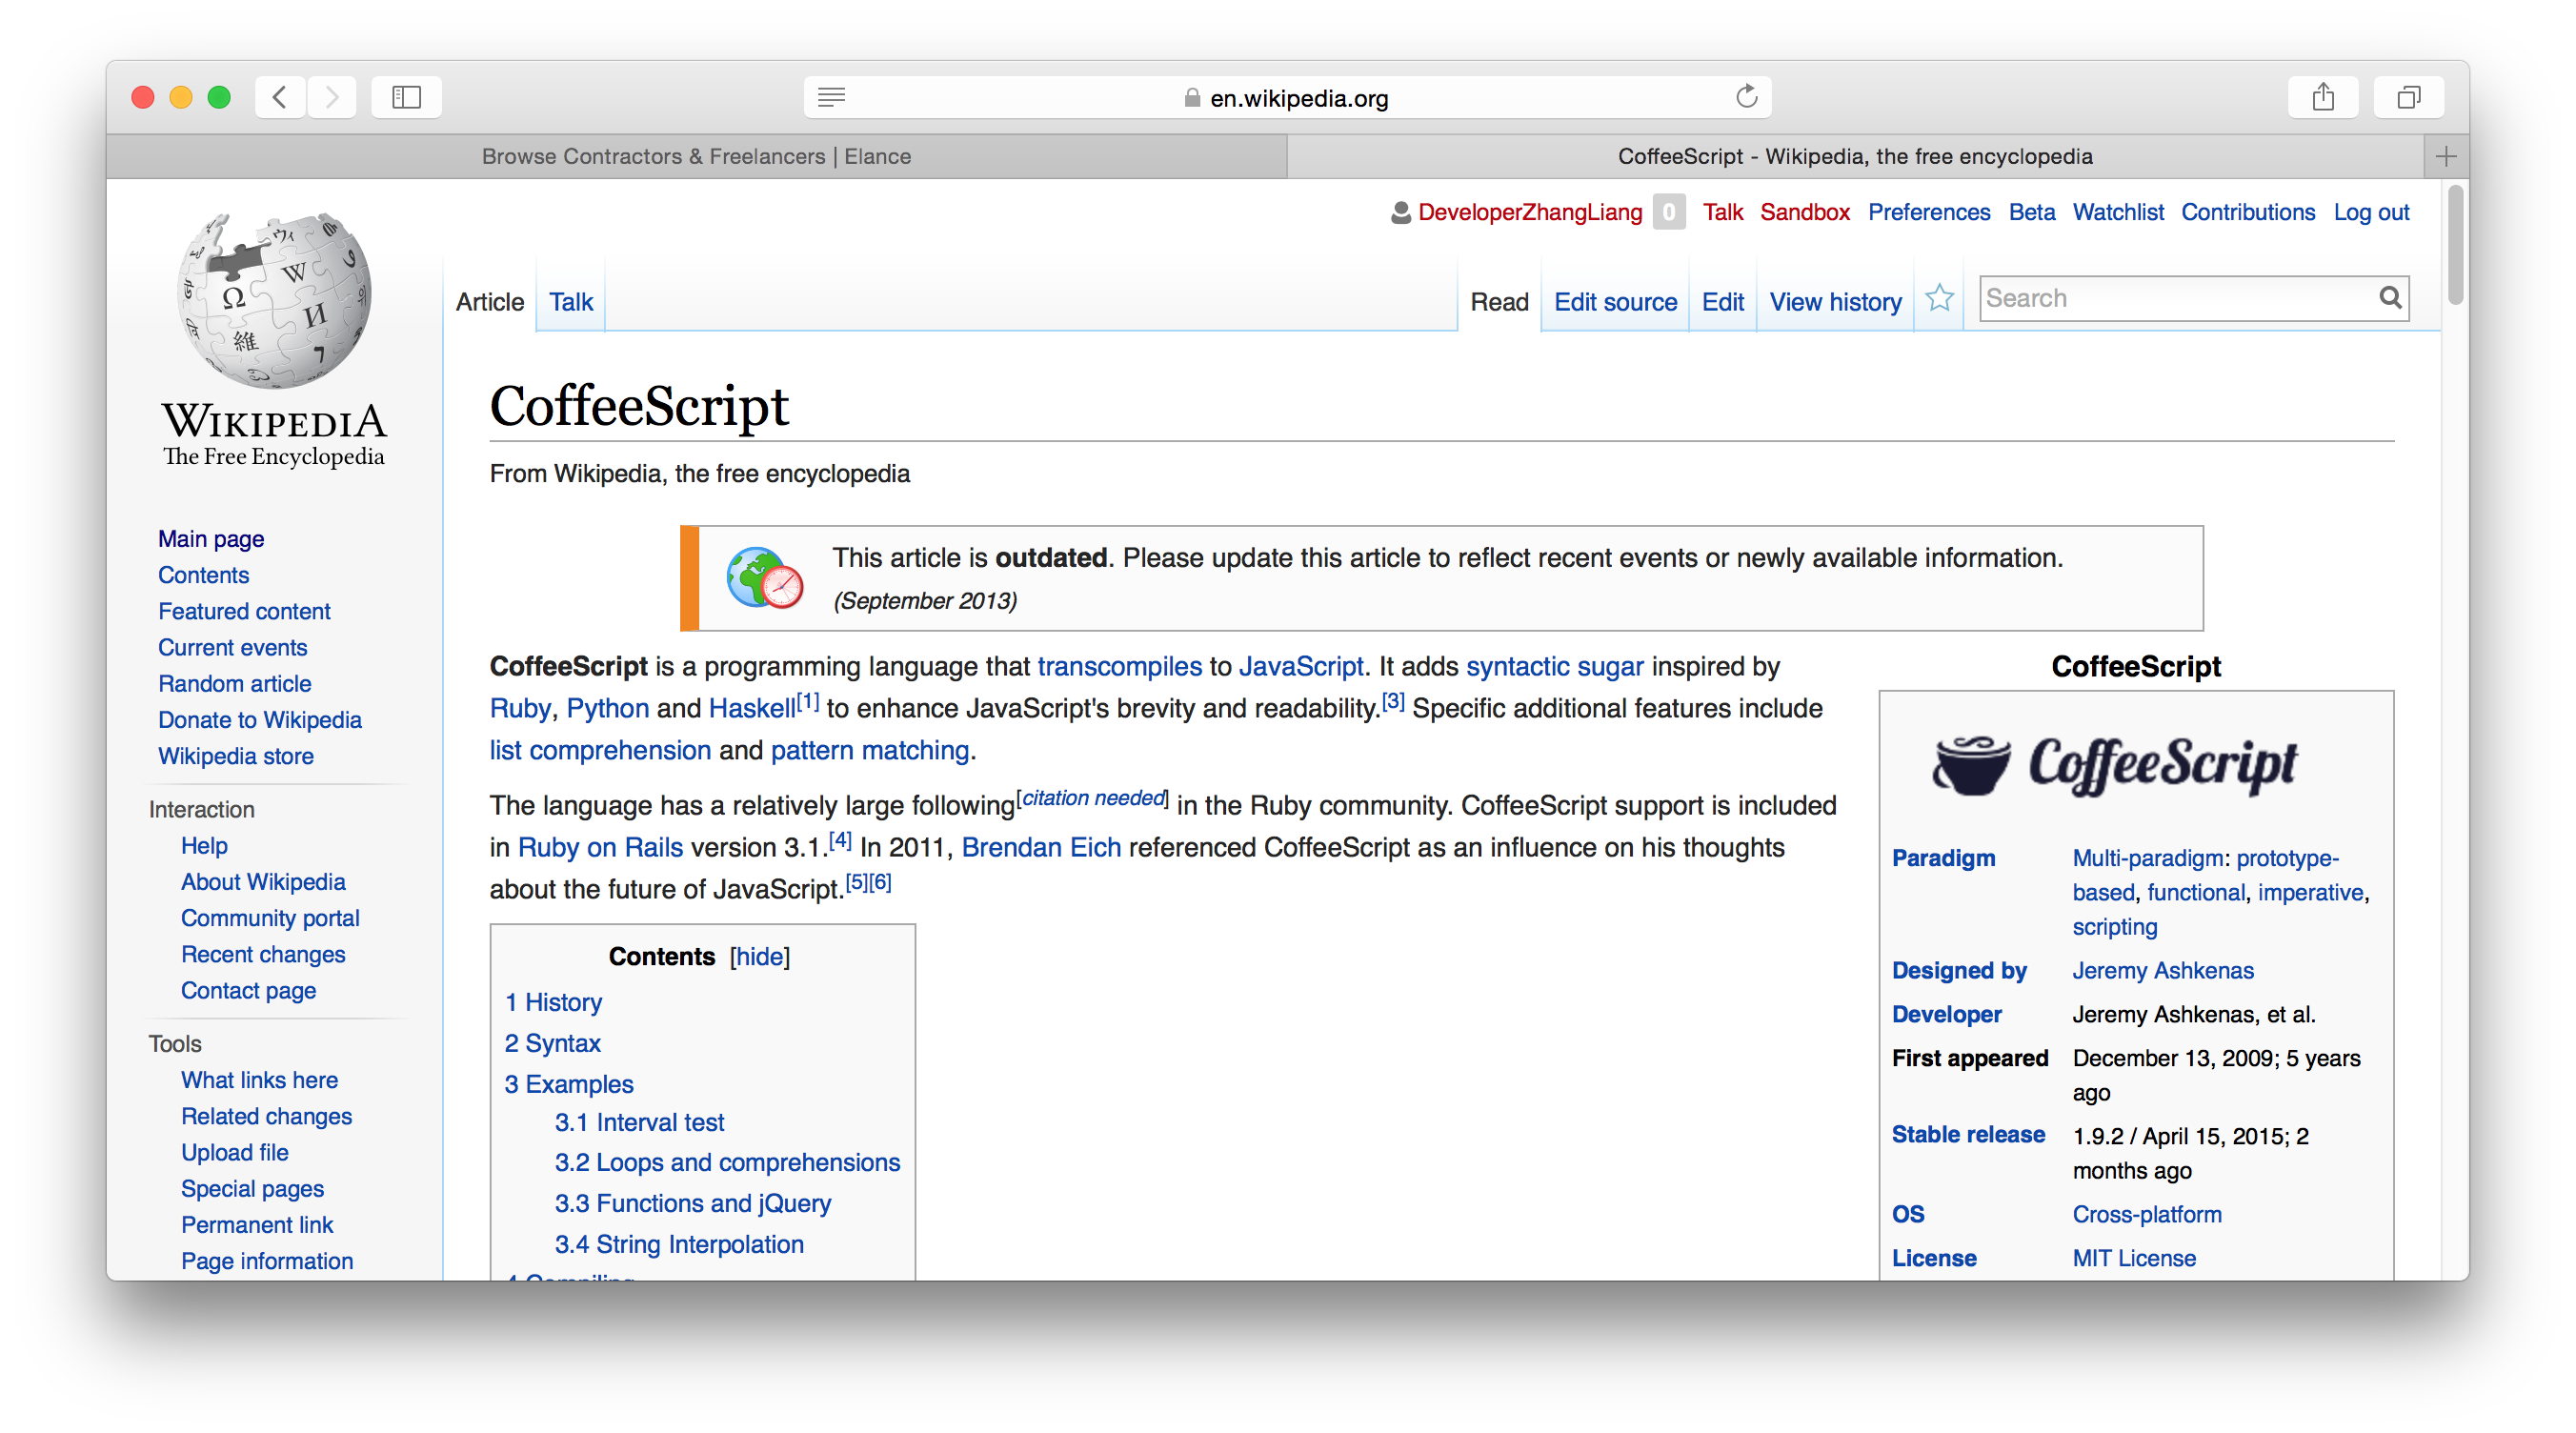 en.wikipedia.org
Browse Contractors & Freelancers | Elance
CoffeeScript - Wikipedia, the free encyclopedia
DeveloperZhangLiang 0 Talk Sandbox Preferences Beta Watchlist Contributions Log out
Article Talk
Read Edit source Edit View history Search
WIKIPEDIA
The Free Encyclopedia
Main page
Contents
Featured content
Current events
Random article
Donate to Wikipedia
Wikipedia store
Interaction
Help
About Wikipedia
Community portal
Recent changes
Contact page
Tools
What links here
Related changes
Upload file
Special pages
Permanent link
Page information
CoffeeScript
From Wikipedia, the free encyclopedia
This article is outdated. Please update this article to reflect recent events or newly available information.
(September 2013)
CoffeeScript is a programming language that transcompiles to JavaScript. It adds syntactic sugar inspired by
Ruby, Python and Haskell[1] to enhance JavaScript's brevity and readability.[3] Specific additional features include
list comprehension and pattern matching.
The language has a relatively large following[citation needed] in the Ruby community. CoffeeScript support is included
in Ruby on Rails version 3.1.[4] In 2011, Brendan Eich referenced CoffeeScript as an influence on his thoughts
about the future of JavaScript.[5][6]
Contents [hide]
1 History
2 Syntax
3 Examples
3.1 Interval test
3.2 Loops and comprehensions
3.3 Functions and jQuery
3.4 String Interpolation
4 Compiling
CoffeeScript
CoffeeScript
Paradigm Multi-paradigm: prototype-
based, functional, imperative,
scripting
Designed by Jeremy Ashkenas
Developer Jeremy Ashkenas, et al.
First appeared December 13, 2009; 5 years
ago
Stable release 1.9.2 / April 15, 2015; 2
months ago
OS Cross-platform
License MIT License